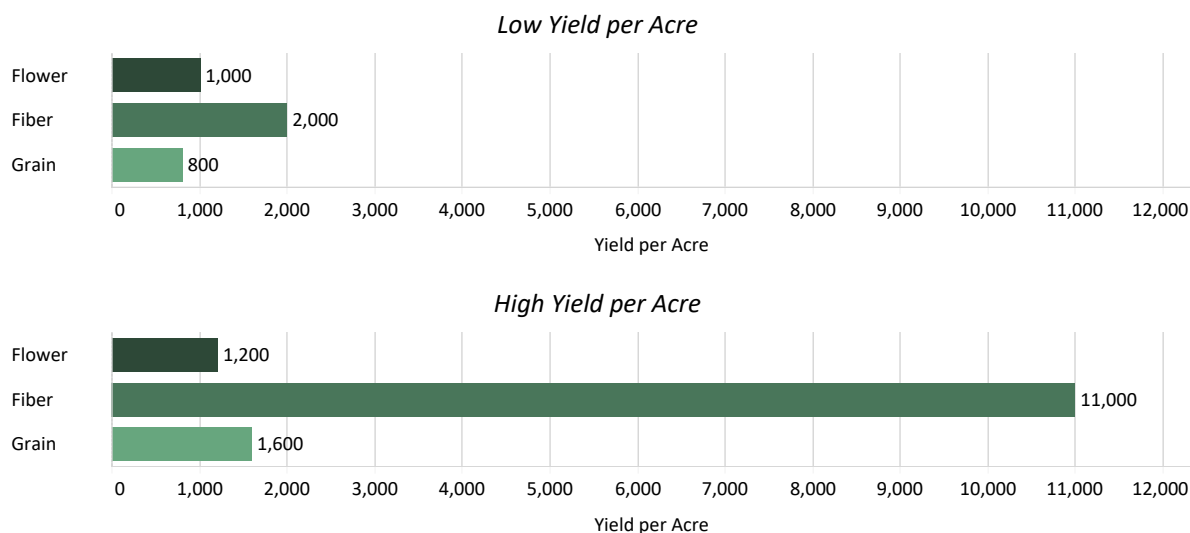 Low Yield per Acre
Flower 1,000
Fiber 2,000
Grain 800
0 1,000 2,000 3,000 4,000 5,000 6,000 7,000 8,000 9,000 10,000 11,000 12,000
Yield per Acre
High Yield per Acre
Flower 1,200
Fiber 11,000
Grain 1,600
0 1,000 2,000 3,000 4,000 5,000 6,000 7,000 8,000 9,000 10,000 11,000 12,000
Yield per Acre